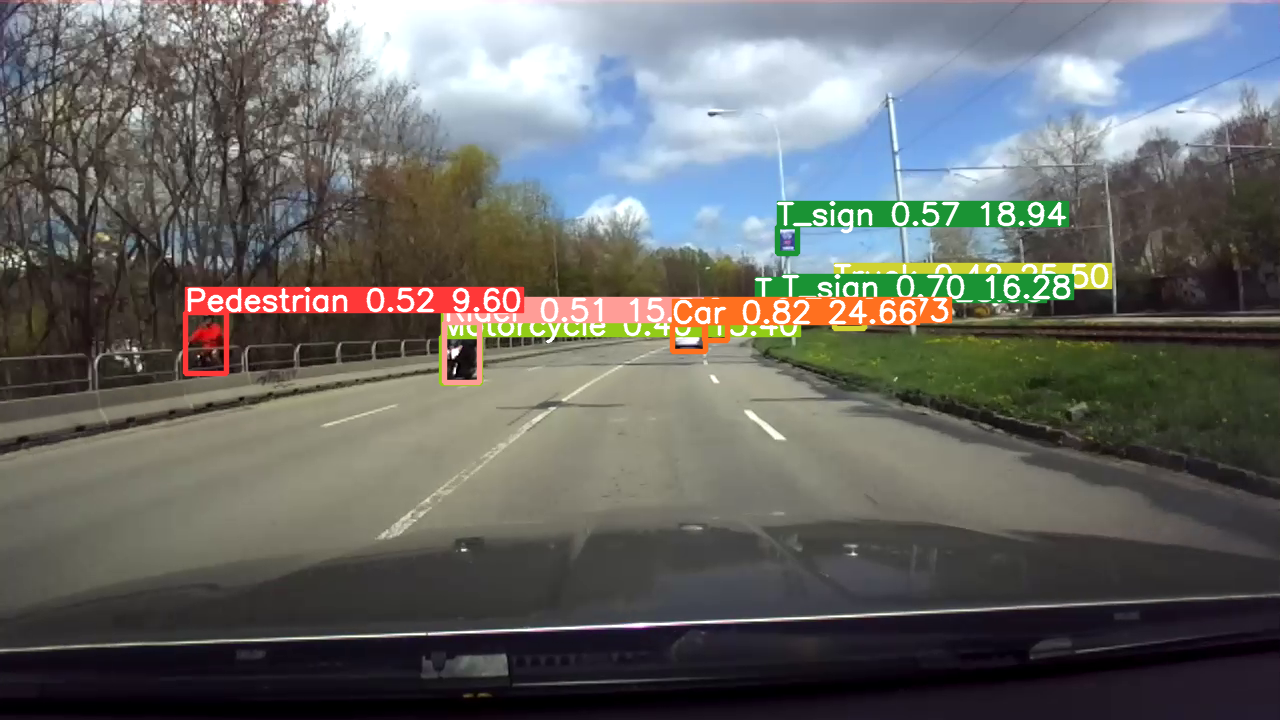 T_sign 0.57 18.94
T_sign 0.70 16.28
Pedestrian 0.52 9.60
0.51
Car 0.82 24.66
Motorcycle